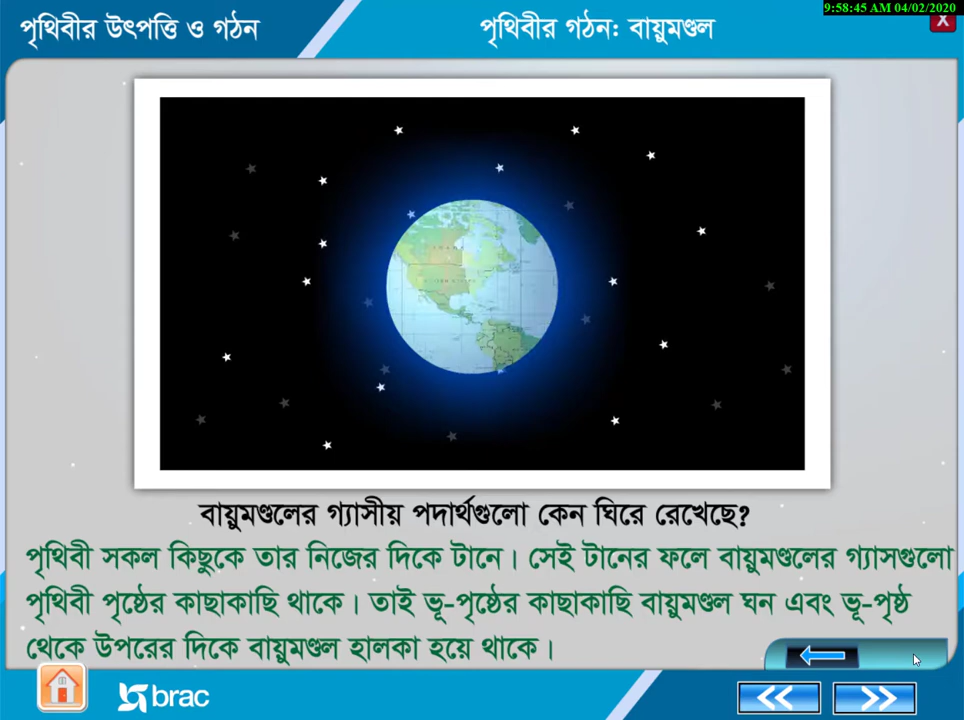 9:58:45 AM 04/02/2020
পৃথিবীর উৎপত্তি ও গঠন
পৃথিবীর গঠন: বায়ুমণ্ডল
X
বায়ুমণ্ডলের গ্যাসীয় পদার্থগুলো কেন ঘিরে রেখেছে?
পৃথিবী সকল কিছুকে তার নিজের দিকে টানে। সেই টানের ফলে বায়ুমণ্ডলের গ্যাসগুলো
পৃথিবী পৃষ্ঠের কাছাকাছি থাকে। তাই ভূ-পৃষ্ঠের কাছাকাছি বায়ুমণ্ডল ঘন এবং ভূ-পৃষ্ঠ
থেকে উপরের দিকে বায়ুমণ্ডল হালকা হয়ে থাকে।
brac